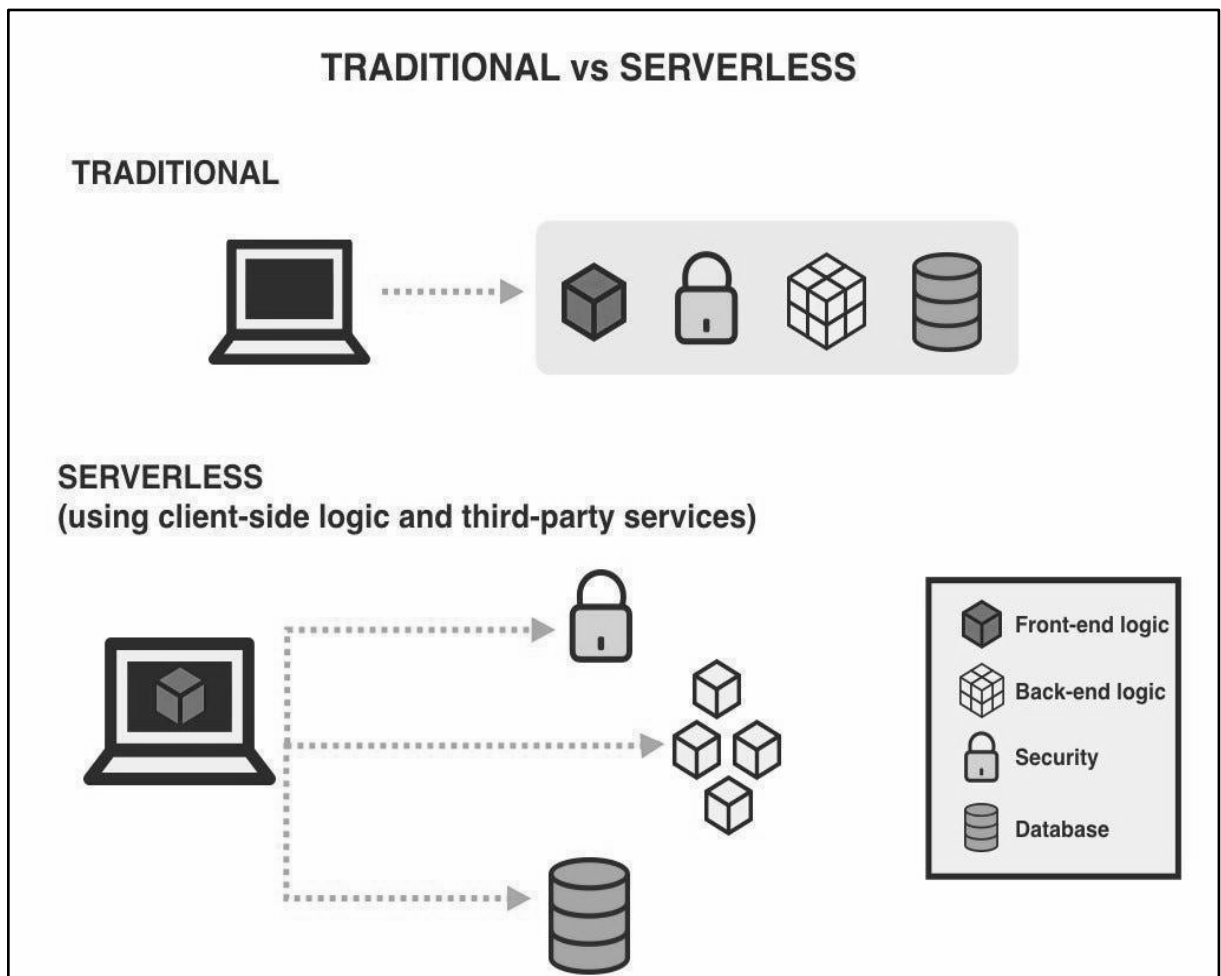 TRADITIONAL vs SERVERLESS
TRADITIONAL
SERVERLESS
(using client-side logic and third-party services)
Front-end logic
Back-end logic
Security
Database